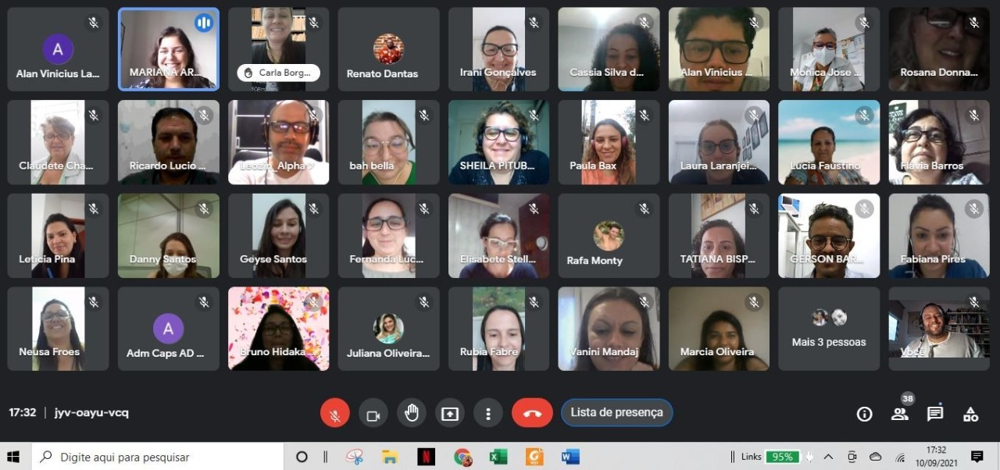 A
Alan Vinicius La...
MARIANA AR...
Carla Borg...
Renato Dantas
Irani Gonçalves
Cassia Silva d...
Alan Vinicius ...
Monica Jose ...
Rosana Donna...
Claudete Cha...
Ricardo Lucio ...
Leozin_Alpha
bah bella
SHEILA PITUB...
Paula Bax
Laura Laranjei...
Lucia Faustino
Flavia Barros
Leticia Pina
Danny Santos
Geyse Santos
Fernanda Luc...
Elisabete Stell...
Rafa Monty
TATIANA BISP...
GERSON BAR...
Fabiana Pires
Neusa Froes
A
Adm Caps AD ...
Bruno Hidaka ...
Juliana Oliveira...
Rubia Fabre
Vanini Mandaj
Marcia Oliveira
Mais 3 pessoas
Você
17:32 | jyv-oayu-vcq
Lista de presença
38
Digite aqui para pesquisar
Links
95%
17:32
10/09/2021